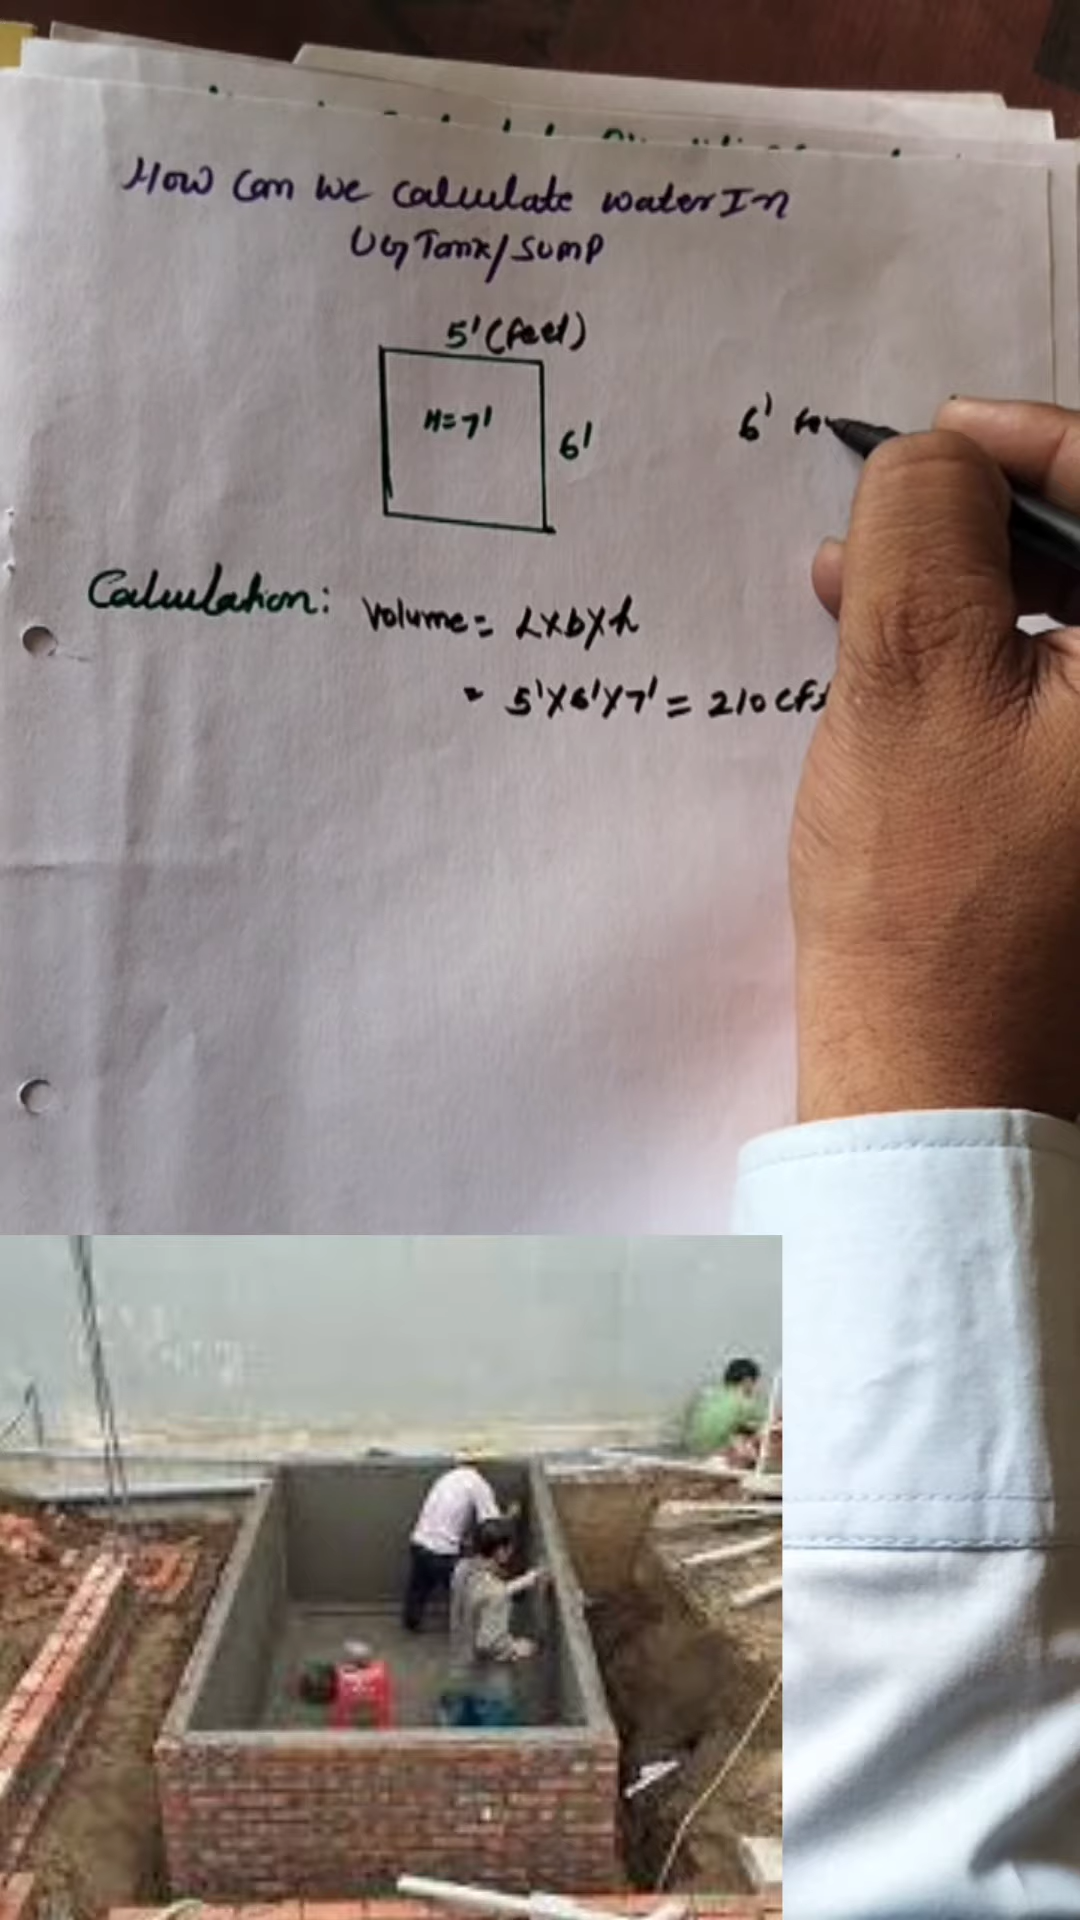 How Can we calculate water In
UG Tank/SUMP
5' (feet)
H=7'
6'
6'
Calculation: Volume = L×b×h
= 5'×6'×7' = 210 cft